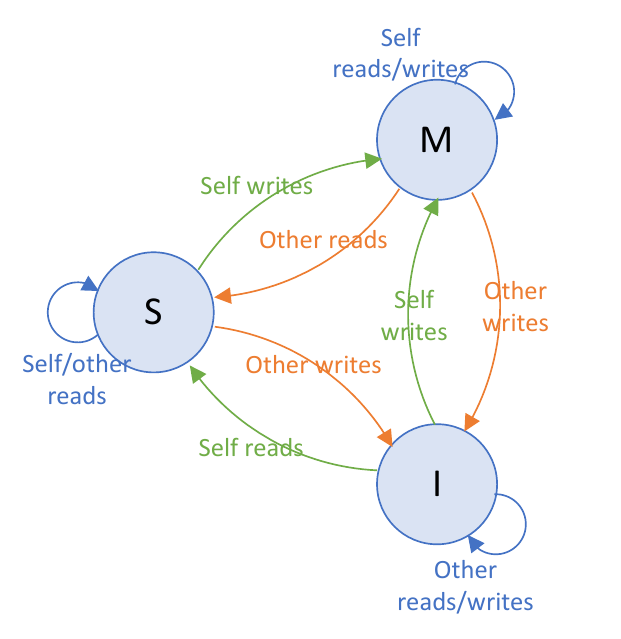 Self
reads/writes
M
Self writes
Other reads
S
Self
writes
Other
writes
Self/other
reads
Other writes
Self reads
I
Other
reads/writes